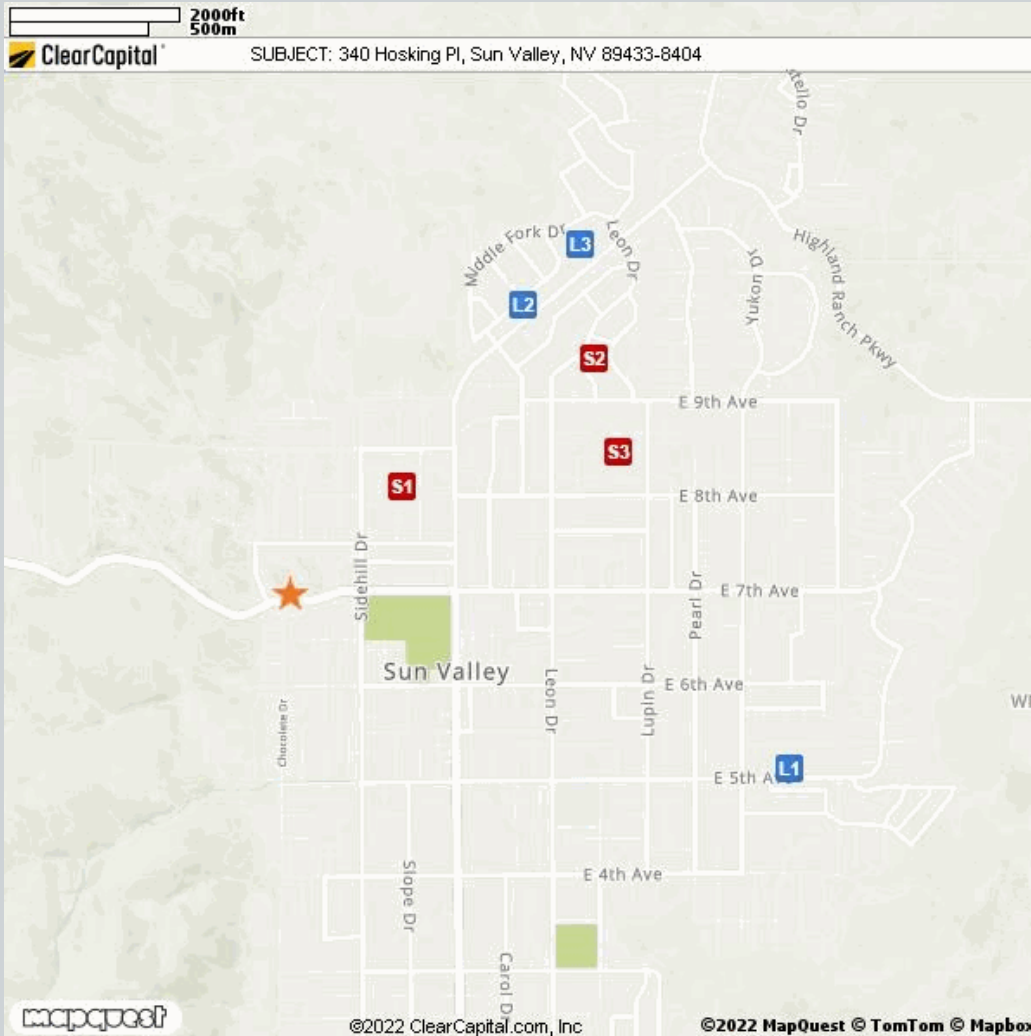 2000ft
500m
ClearCapital
SUBJECT: 340 Hosking Pl, Sun Valley, NV 89433-8404
Middle Fork Dr
L3
Leon Dr
Highland Ranch Pkwy
Yukon Dr
L2
S2
E 9th Ave
S3
S1
E 8th Ave
Sidehill Dr
Pearl Dr
E 7th Ave
Sun Valley
Leon Dr
Lupin Dr
E 6th Ave
Chocolate Dr
L1
E 5th A
Slope Dr
E 4th Ave
Carol Dr
mapquest
©2022 ClearCapital.com, Inc
©2022 MapQuest © TomTom © Mapbox